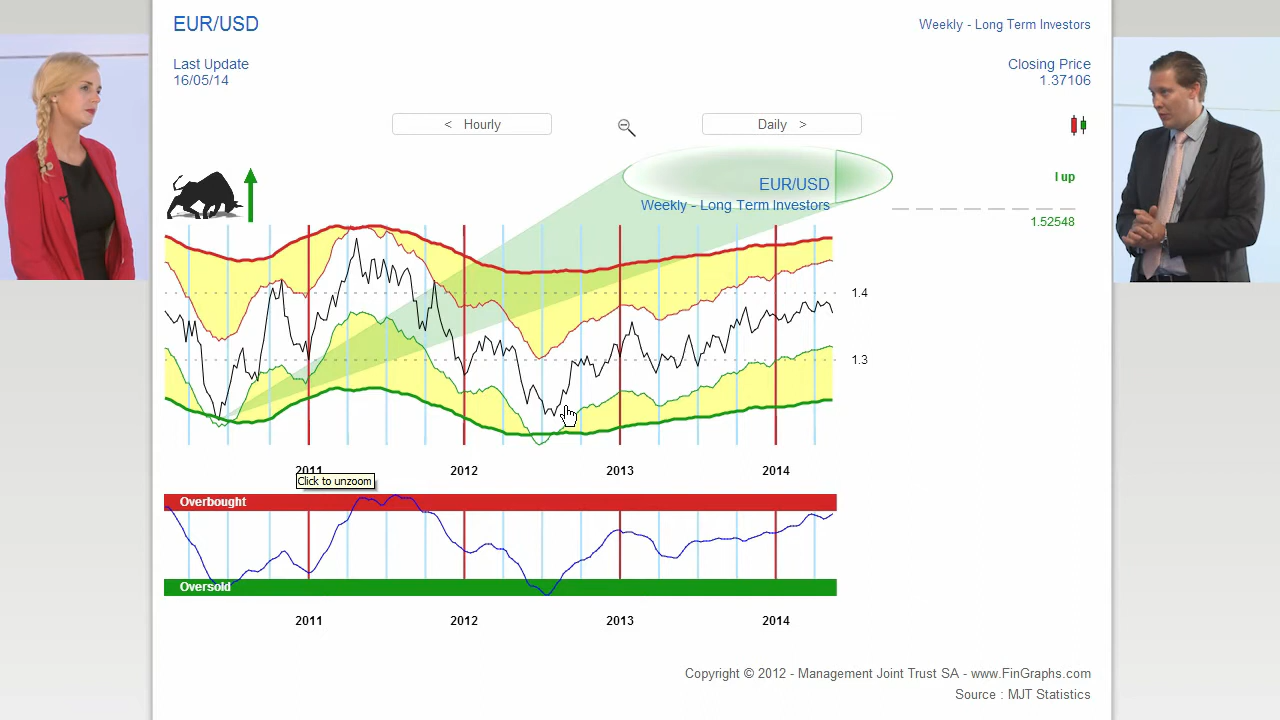 EUR/USD
Weekly - Long Term Investors
Last Update
16/05/14
Closing Price
1.37106
< Hourly
Daily >
I up
EUR/USD
Weekly - Long Term Investors
1.52548
1.4
1.3
2011 2012 2013 2014
Click to unzoom
Overbought
Oversold
2011 2012 2013 2014
Copyright © 2012 - Management Joint Trust SA - www.FinGraphs.com
Source : MJT Statistics